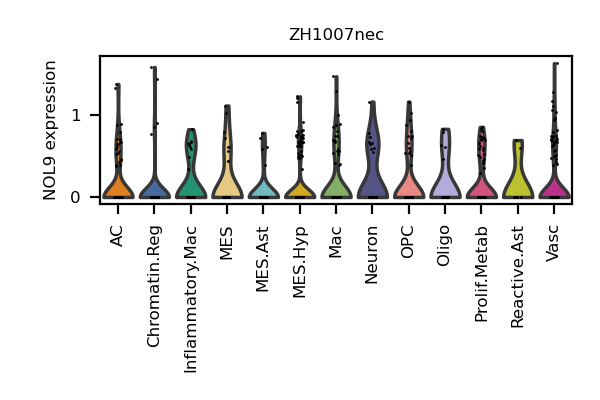 ZH1007nec
NOL9 expression
1
0
AC
Chromatin.Reg
Inflammatory.Mac
MES
MES.Ast
MES.Hyp
Mac
Neuron
OPC
Oligo
Prolif.Metab
Reactive.Ast
Vasc